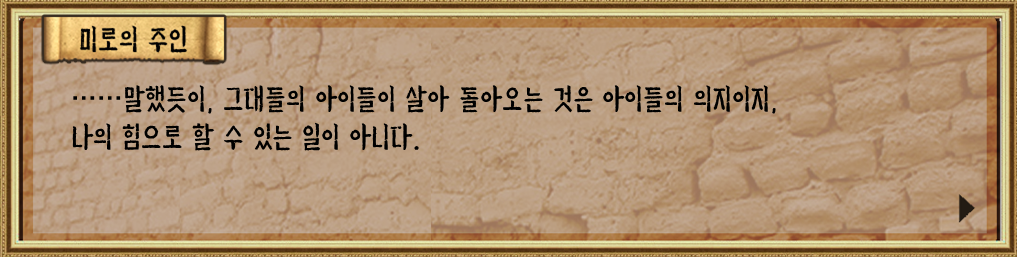 미로의 주인
……말했듯이, 그대들의 아이들이 살아 돌아오는 것은 아이들의 의지이지,
나의 힘으로 할 수 있는 일이 아니다.